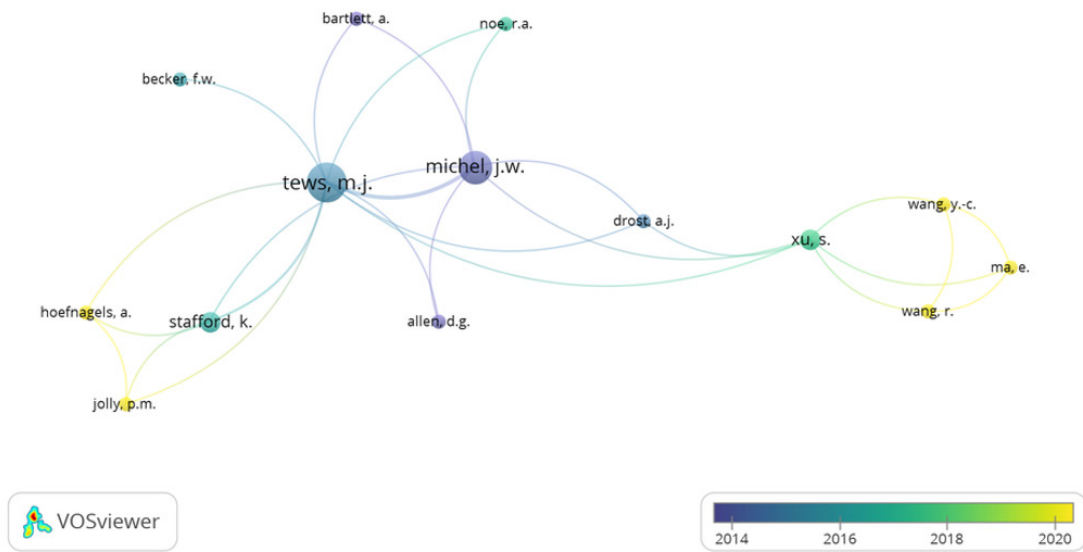 bartlett, a.
noe, r.a.
becker, f.w.
michel, j.w.
tews, m.j.
wang, y.-c.
drost, a.j.
xu, s.
ma, e.
hoefnagels, a.
stafford, k.
allen, d.g.
wang, r.
jolly, p.m.
VOSviewer
2014 2016 2018 2020